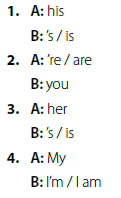 1. A: his
B: ’s / is
2. A: ’re / are
B: you
3. A: her
B: ’s / is
4. A: My
B: I’m / I am